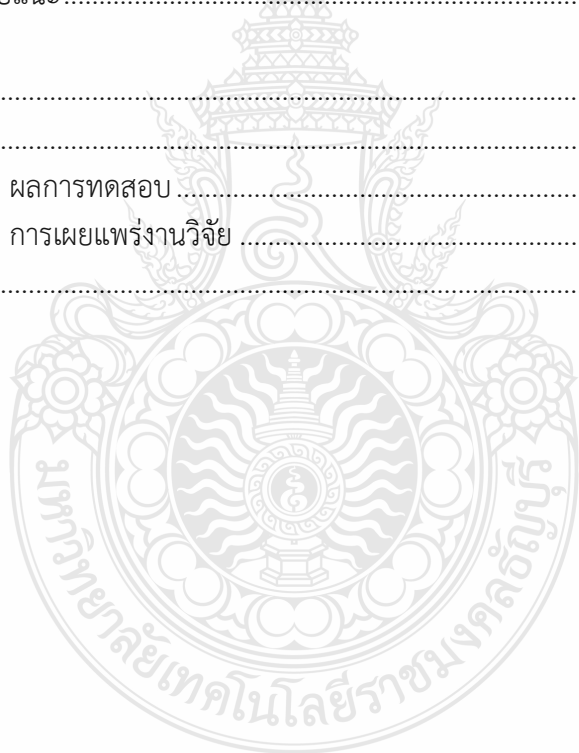 ผลการทดสอบ
การเผยแพร่งานวิจัย
มหาวิทยาลัยเทคโนโลยีราชมงคลธัญบุรี